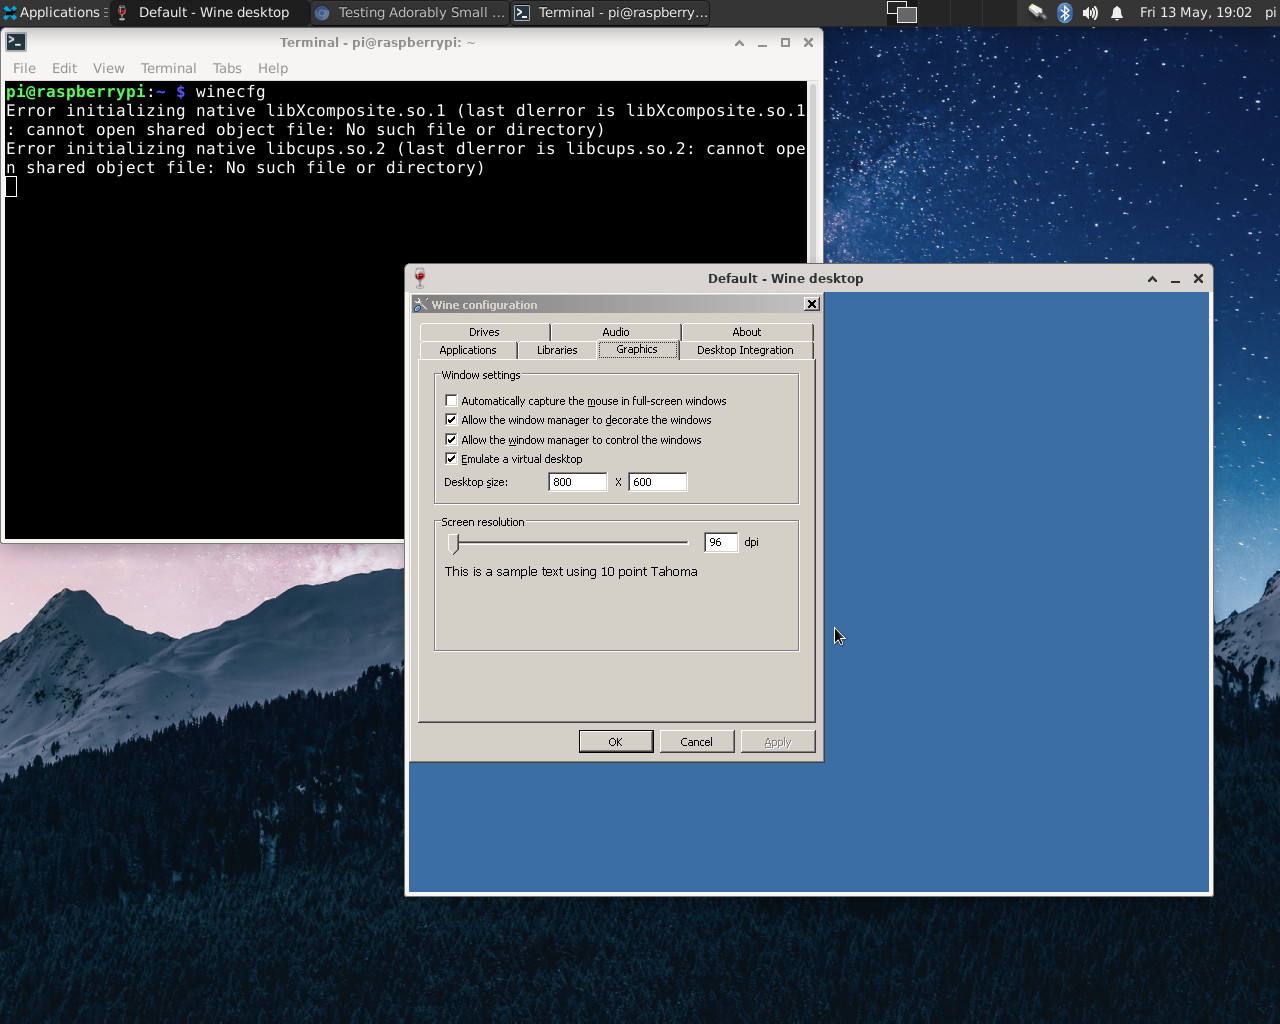 Applications
Default - Wine desktop
Testing Adorably Small ...
Terminal - pi@raspberry...
Fri 13 May, 19:02
pi
Terminal - pi@raspberrypi: ~
File Edit View Terminal Tabs Help
pi@raspberrypi:~ $ winecfg
Error initializing native libXcomposite.so.1 (last dlerror is libXcomposite.so.1
: cannot open shared object file: No such file or directory)
Error initializing native libcups.so.2 (last dlerror is libcups.so.2: cannot ope
n shared object file: No such file or directory)
Default - Wine desktop
Wine configuration
Drives Audio About
Applications Libraries Graphics Desktop Integration
Window settings
Automatically capture the mouse in full-screen windows
Allow the window manager to decorate the windows
Allow the window manager to control the windows
Emulate a virtual desktop
Desktop size: 800 X 600
Screen resolution
96 dpi
This is a sample text using 10 point Tahoma
OK Cancel Apply